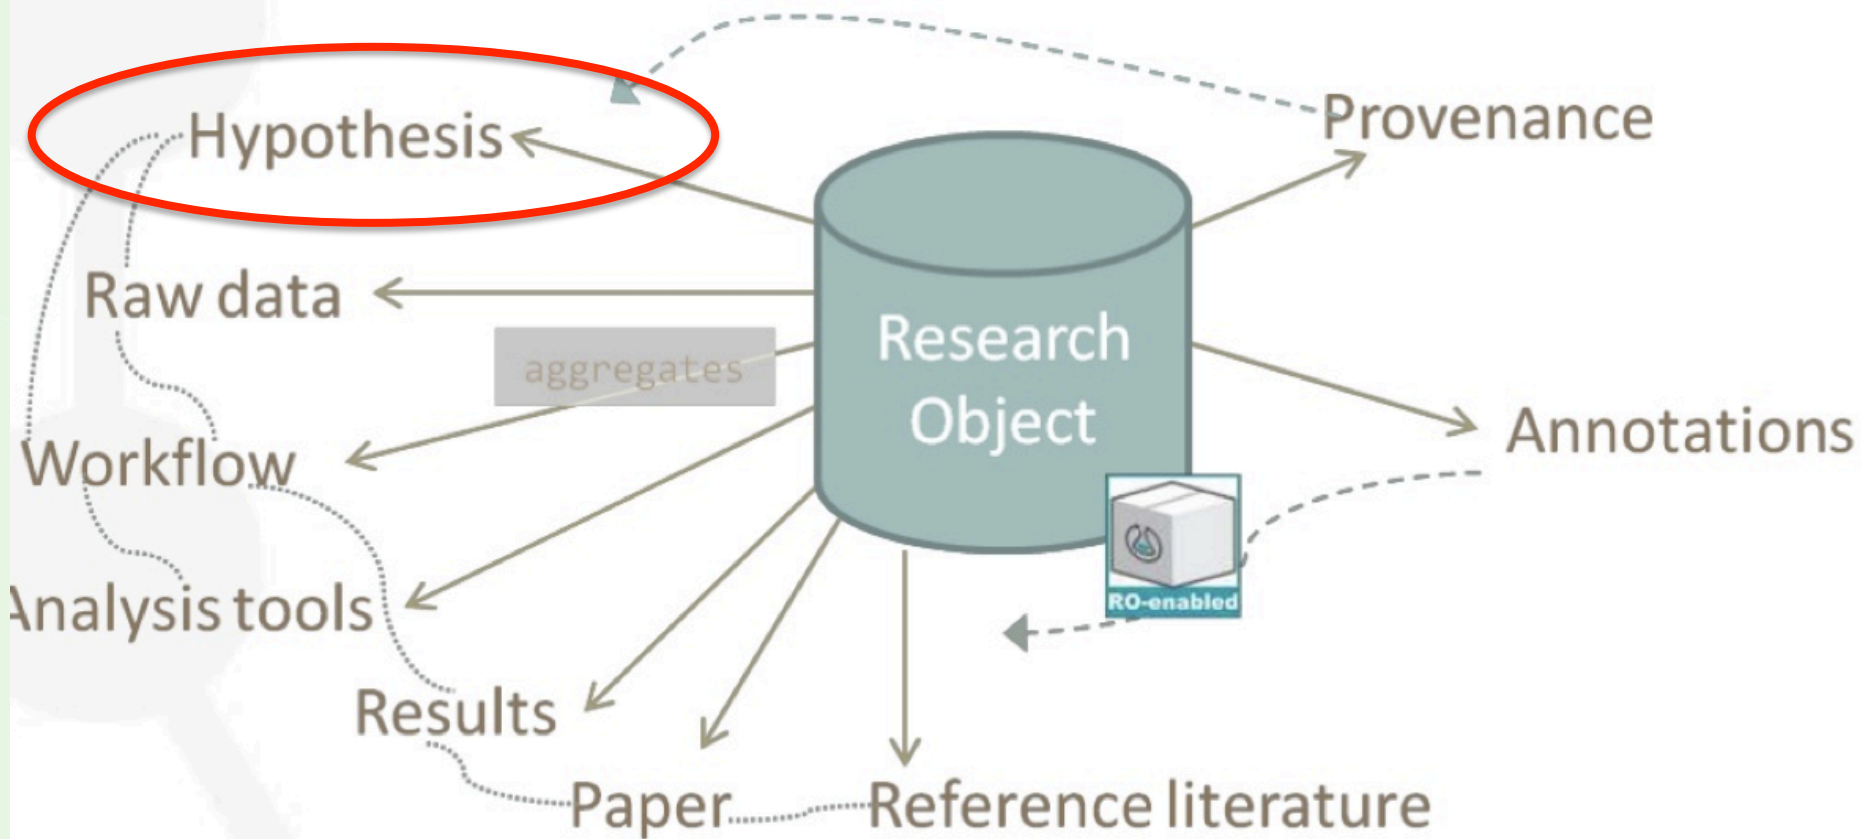 Hypothesis
Provenance
Raw data
aggregates
Research
Object
Annotations
Workflow
Analysis tools
RO-enabled
Results
Paper
Reference literature